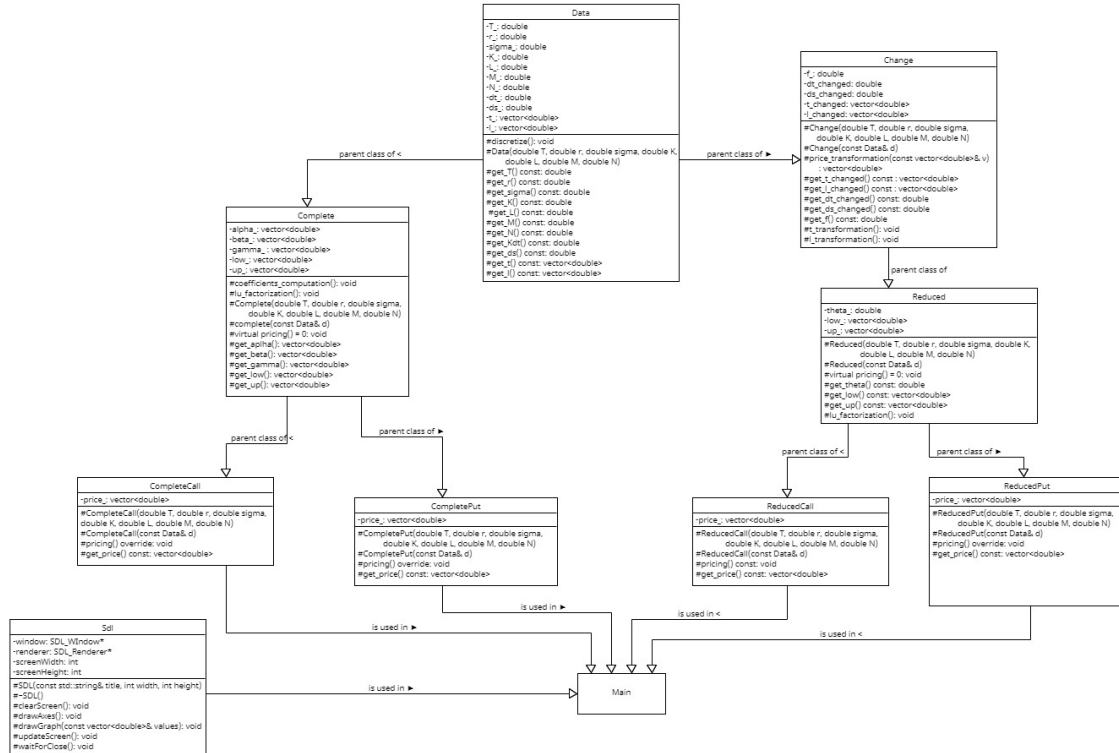 Data
-T_: double
-r_: double
-sigma_: double
-K_: double
-L_: double
-M_: double
-N_: double
-dt_: double
-ds_: double
-t_: vector<double>
-l_: vector<double>
#discretize(): void
#Data(double T, double r, double sigma, double K,
double L, double M, double N)
#get_T() const: double
#get_r() const: double
#get_sigma() const: double
#get_K() const: double
#get_L() const: double
#get_M() const: double
#get_N() const: double
#get_Kdt() const: double
#get_ds() const: double
#get_t() const: vector<double>
#get_l() const: vector<double>
parent class of <
parent class of ►
Change
-f_: double
-dt_changed: double
-ds_changed: double
-t_changed: vector<double>
-l_changed: vector<double>
#Change(double T, double r, double sigma,
double K, double L, double M, double N)
#Change(const Data& d)
#price_transformation(const vector<double>& v)
: vector<double>
#get_t_changed() const : vector<double>
#get_l_changed() const : vector<double>
#get_dt_changed() const: double
#get_ds_changed() const: double
#get_f() const: double
#t_transformation(): void
#l_transformation(): void
Complete
-alpha_: vector<double>
-beta_: vector<double>
-gamma_: vector<double>
-low_: vector<double>
-up_: vector<double>
#coefficients_computation(): void
#lu_factorization(): void
#Complete(double T, double r, double sigma,
double K, double L, double M, double N)
#complete(const Data& d)
#virtual pricing() = 0: void
#get_aplha(): vector<double>
#get_beta(): vector<double>
#get_gamma(): vector<double>
#get_low(): vector<double>
#get_up(): vector<double>
parent class of
Reduced
-theta_: double
-low_: vector<double>
-up_: vector<double>
#Reduced(double T, double r, double sigma, double K,
double L, double M, double N)
#Reduced(const Data& d)
#virtual pricing() = 0: void
#get_theta() const: double
#get_low() const: vector<double>
#get_up() const: vector<double>
#lu_factorization(): void
parent class of <
parent class of ►
parent class of <
parent class of ►
CompleteCall
-price_: vector<double>
#CompleteCall(double T, double r, double sigma,
double K, double L, double M, double N)
#CompleteCall(const Data& d)
#pricing() override: void
#get_price() const: vector<double>
CompletePut
-price_: vector<double>
#CompletePut(double T, double r, double sigma,
double K, double L, double M, double N)
#CompletePut(const Data& d)
#pricing() override: void
#get_price() const: vector<double>
ReducedCall
-price_: vector<double>
#ReducedCall(double T, double r, double sigma,
double K, double L, double M, double N)
#ReducedCall(const Data& d)
#pricing() const: void
#get_price() const: vector<double>
ReducedPut
-price_: vector<double>
#ReducedPut(double T, double r, double sigma,
double K, double L, double M, double N)
#ReducedPut(const Data& d)
#pricing() override: void
#get_price() const: vector<double>
is used in ►
is used in ►
is used in <
is used in <
Sdl
-window: SDL_WIndow*
-renderer: SDL_Renderer*
-screenWidth: int
-screenHeight: int
#SDL(const std::string& title, int width, int height)
#~SDL()
#clearScreen(): void
#drawAxes(): void
#drawGraph(const vector<double>& values): void
#updateScreen(): void
#waitForClose(): void
is used in ►
Main